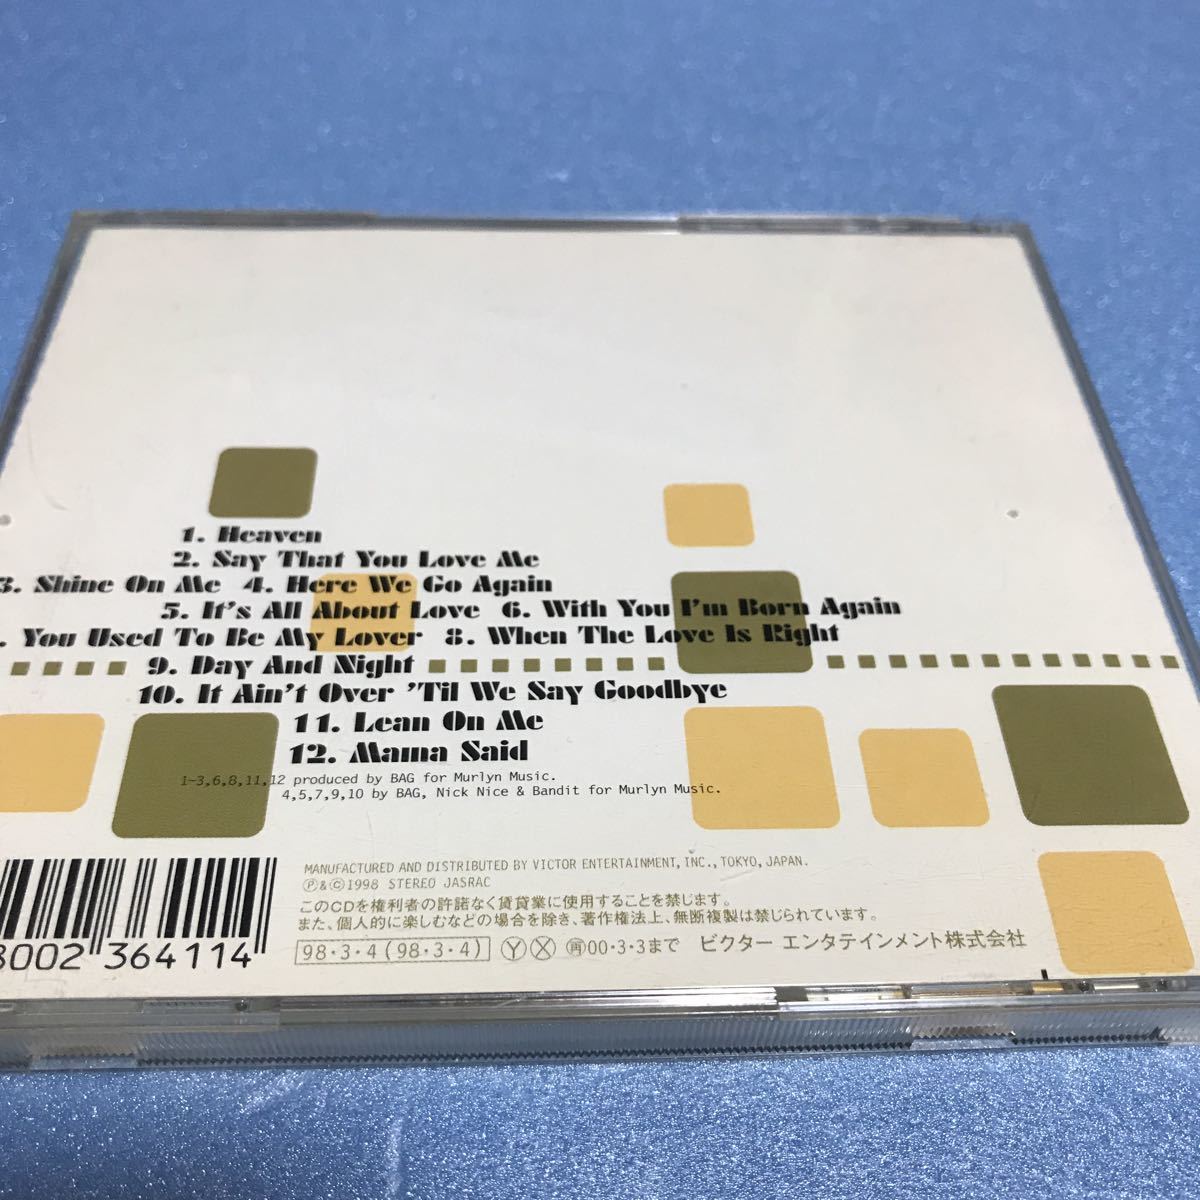 1. Heaven
2. Say That You Love Me
3. Shine On Me 4. Here We Go Again
5. It's All About Love 6. With You I'm Born Again
. You Used To Be My Lover 8. When The Love Is Right
9. Day And Night
10. It Ain't Over 'Til We Say Goodbye
11. Lean On Me
12. Mama Said
1-3,6,8,11,12 produced by BAG for Murlyn Music.
4,5,7,9,10 by BAG, Nick Nice & Bandit for Murlyn Music.
MANUFACTURED AND DISTRIBUTED BY VICTOR ENTERTAINMENT, INC., TOKYO, JAPAN.
Ⓟ&©1998 STEREO JASRAC
このCDを権利者の許諾なく賃貸業に使用することを禁じます。
また、個人的に楽しむなどの場合を除き、著作権法上、無断複製は禁じられています。
98・3・4 (98・3・4) Ⓨ Ⓧ 再00・3・3まで ビクター エンタテインメント株式会社
8002 364114